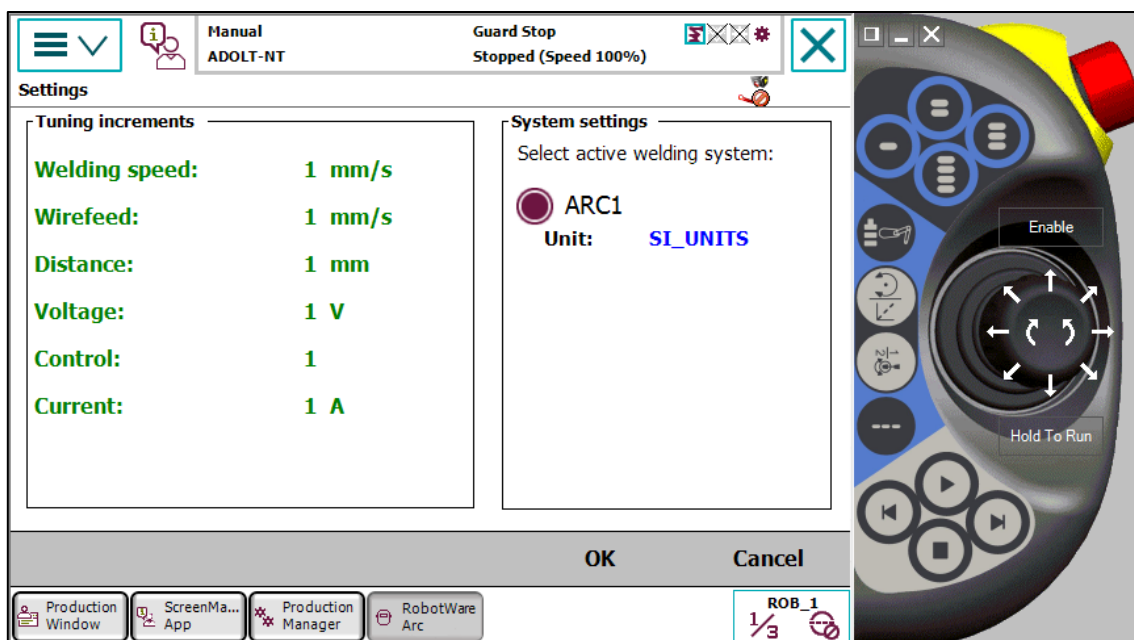 Manual
ADOLT-NT
Guard Stop
Stopped (Speed 100%)
Settings
Tuning increments
Welding speed: 1 mm/s
Wirefeed: 1 mm/s
Distance: 1 mm
Voltage: 1 V
Control: 1
Current: 1 A
System settings
Select active welding system:
ARC1
Unit: SI_UNITS
OK Cancel
Production
Window
ScreenMa...
App
Production
Manager
RobotWare
Arc
ROB_1
1/3
Enable
Hold To Run